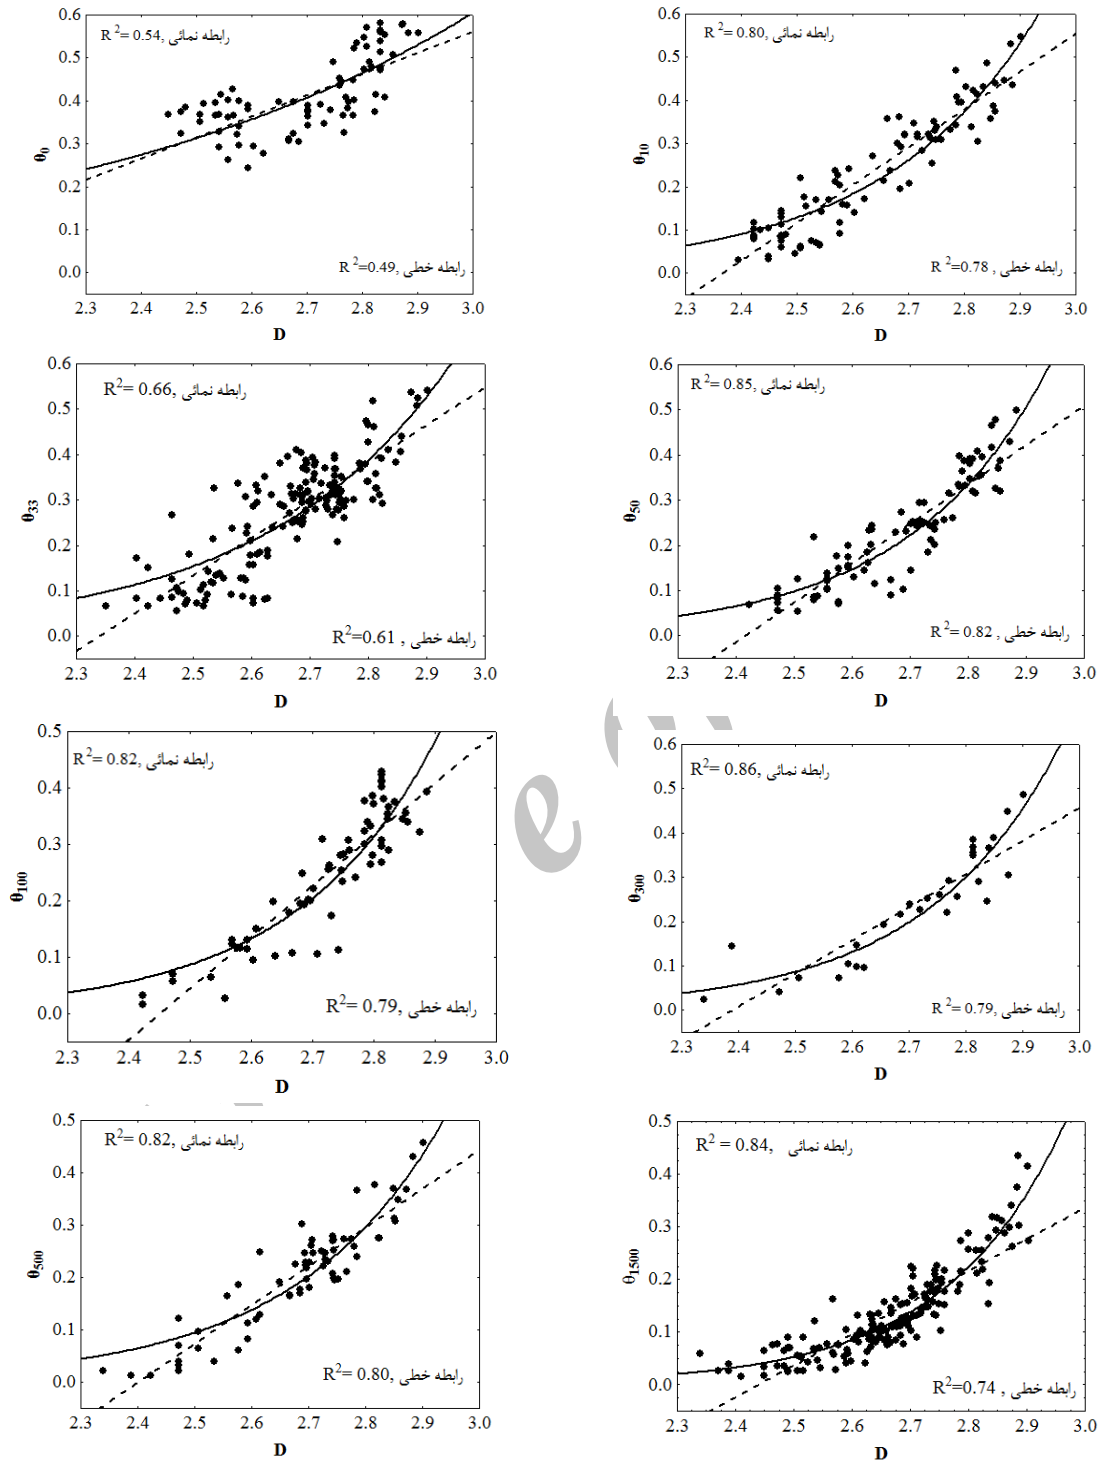 0.6
0.5
0.4
0.3
0.2
0.1
0.0
θ0
R 2= 0.54, رابطه نمائی
R 2=0.49, رابطه خطی
2.3 2.4 2.5 2.6 2.7 2.8 2.9 3.0
D
0.6
0.5
0.4
0.3
0.2
0.1
0.0
θ10
R 2= 0.80, رابطه نمائی
R 2=0.78 , رابطه خطی
2.3 2.4 2.5 2.6 2.7 2.8 2.9 3.0
D
0.6
0.5
0.4
0.3
0.2
0.1
0.0
θ33
R2= 0.66, رابطه نمائی
R2=0.61 , رابطه خطی
2.3 2.4 2.5 2.6 2.7 2.8 2.9 3.0
D
0.6
0.5
0.4
0.3
0.2
0.1
0.0
θ50
R2= 0.85, رابطه نمائی
R 2= 0.82 , رابطه خطی
2.3 2.4 2.5 2.6 2.7 2.8 2.9 3.0
D
0.5
0.4
0.3
0.2
0.1
0.0
θ100
R2= 0.82, رابطه نمائی
R2= 0.79, رابطه خطی
2.3 2.4 2.5 2.6 2.7 2.8 2.9 3.0
D
0.6
0.5
0.4
0.3
0.2
0.1
0.0
θ300
R2= 0.86, رابطه نمائی
R 2= 0.79, رابطه خطی
2.3 2.4 2.5 2.6 2.7 2.8 2.9 3.0
D
0.5
0.4
0.3
0.2
0.1
0.0
θ500
R2= 0.82, رابطه نمائی
R2= 0.80, رابطه خطی
2.3 2.4 2.5 2.6 2.7 2.8 2.9 3.0
D
0.5
0.4
0.3
0.2
0.1
0.0
θ1500
R2 = 0.84, رابطه نمائی
R2=0.74 , رابطه خطی
2.3 2.4 2.5 2.6 2.7 2.8 2.9 3.0
D